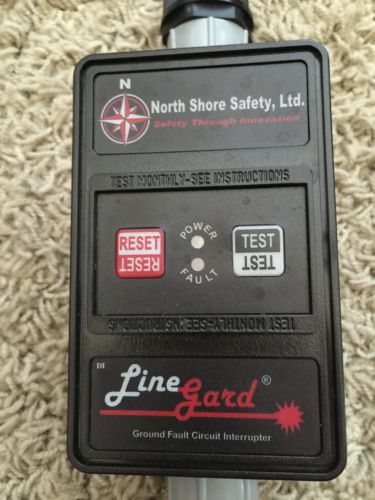 N
North Shore Safety, Ltd.
Safety Through Innovation
TEST MONTHLY-SEE INSTRUCTIONS
POWER
RESET
RESET
TEST
TEST
FAULT
TEST MONTHLY-SEE INSTRUCTIONS
DI
Line Gard ®
Ground Fault Circuit Interrupter